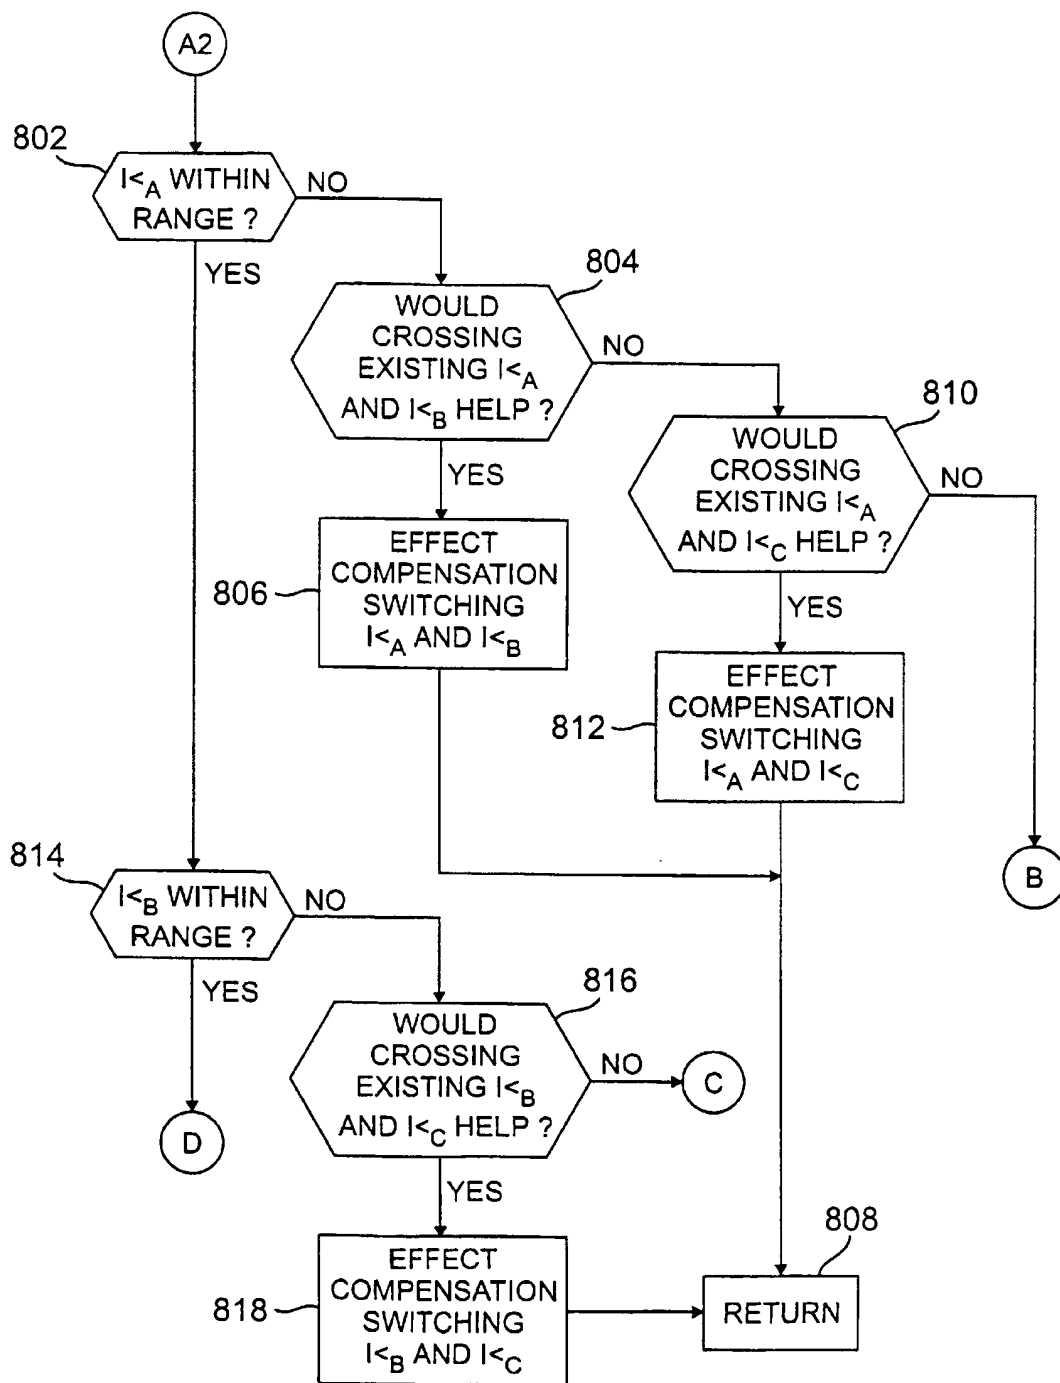 A2
802
I<A WITHIN
RANGE ?
NO
YES
804
WOULD
CROSSING
EXISTING I<A
AND I<B HELP ?
NO
YES
810
WOULD
CROSSING
EXISTING I<A
AND I<C HELP ?
NO
YES
806
EFFECT
COMPENSATION
SWITCHING
I<A AND I<B
812
EFFECT
COMPENSATION
SWITCHING
I<A AND I<C
B
814
I<B WITHIN
RANGE ?
NO
YES
D
816
WOULD
CROSSING
EXISTING I<B
AND I<C HELP ?
NO
C
YES
818
EFFECT
COMPENSATION
SWITCHING
I<B AND I<C
808
RETURN